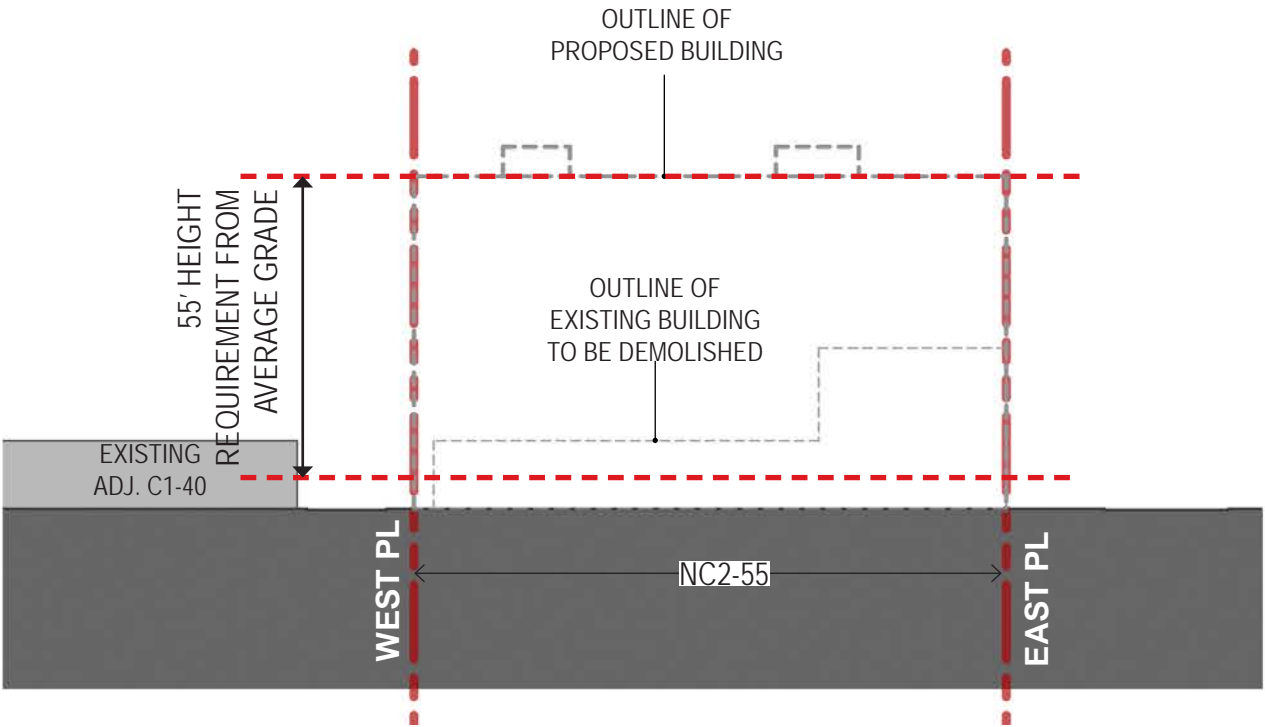 OUTLINE OF
PROPOSED BUILDING
55' HEIGHT
REQUIREMENT FROM
AVERAGE GRADE
OUTLINE OF
EXISTING BUILDING
TO BE DEMOLISHED
EXISTING
ADJ. C1-40
WEST PL
NC2-55
EAST PL